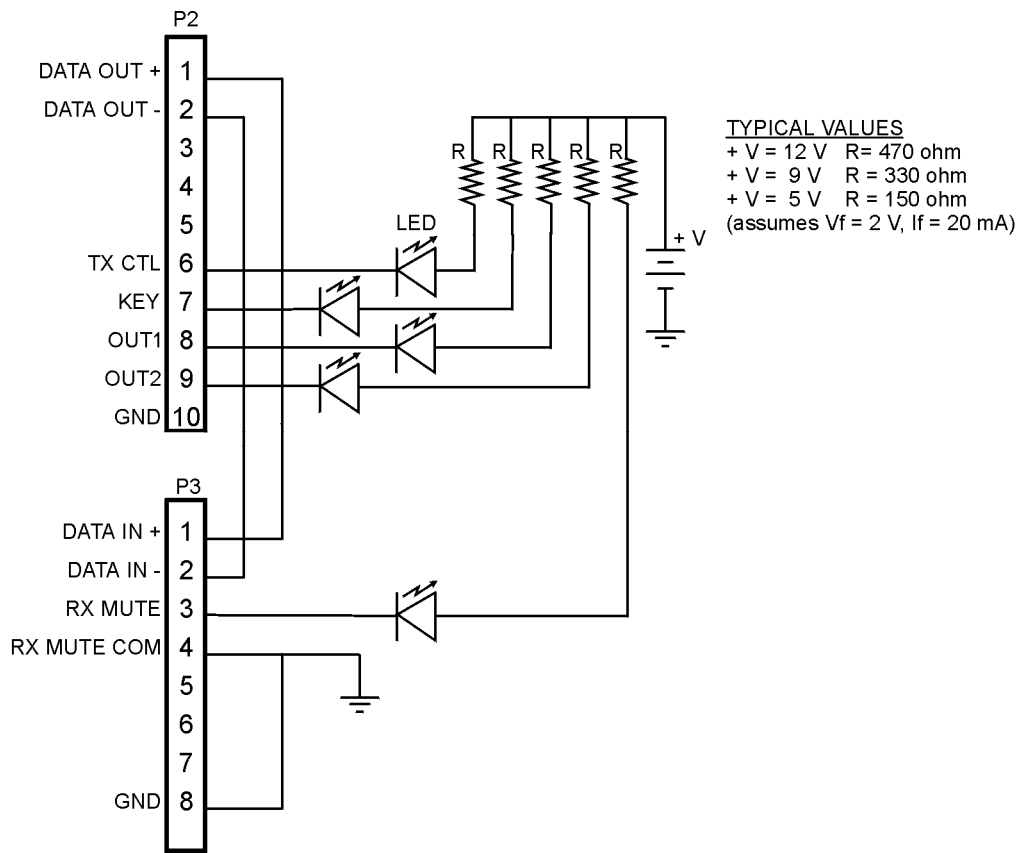 P2
DATA OUT + 1
DATA OUT - 2
3
4
5
TX CTL 6
KEY 7
OUT1 8
OUT2 9
GND 10
R R R R R
LED
+ V
TYPICAL VALUES
+ V = 12 V R= 470 ohm
+ V = 9 V R = 330 ohm
+ V = 5 V R = 150 ohm
(assumes Vf = 2 V, If = 20 mA)
P3
DATA IN + 1
DATA IN - 2
RX MUTE 3
RX MUTE COM 4
5
6
7
GND 8